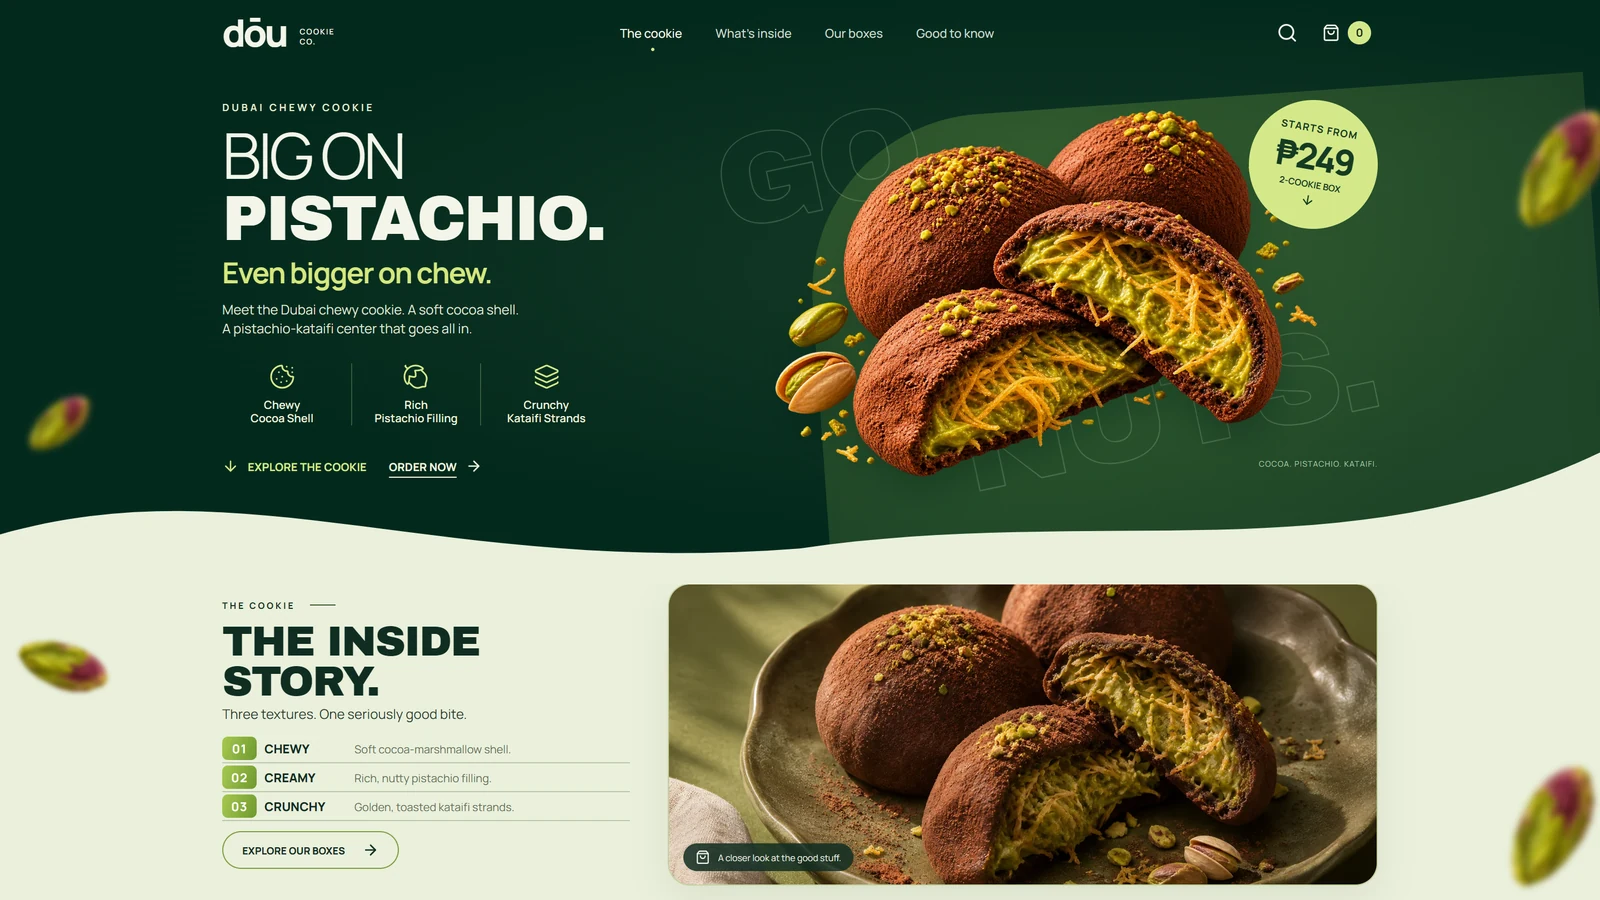 dōu
COOKIE
CO.
The cookie
What's inside
Our boxes
Good to know
0
DUBAI CHEWY COOKIE
BIG ON
PISTACHIO.
Even bigger on chew.
Meet the Dubai chewy cookie. A soft cocoa shell.
A pistachio-kataifi center that goes all in.
Chewy
Cocoa Shell
Rich
Pistachio Filling
Crunchy
Kataifi Strands
EXPLORE THE COOKIE
ORDER NOW
GO
NUTS.
STARTS FROM
₱249
2-COOKIE BOX
COCOA. PISTACHIO. KATAIFI.
THE COOKIE
THE INSIDE
STORY.
Three textures. One seriously good bite.
01 CHEWY Soft cocoa-marshmallow shell.
02 CREAMY Rich, nutty pistachio filling.
03 CRUNCHY Golden, toasted kataifi strands.
EXPLORE OUR BOXES
A closer look at the good stuff.